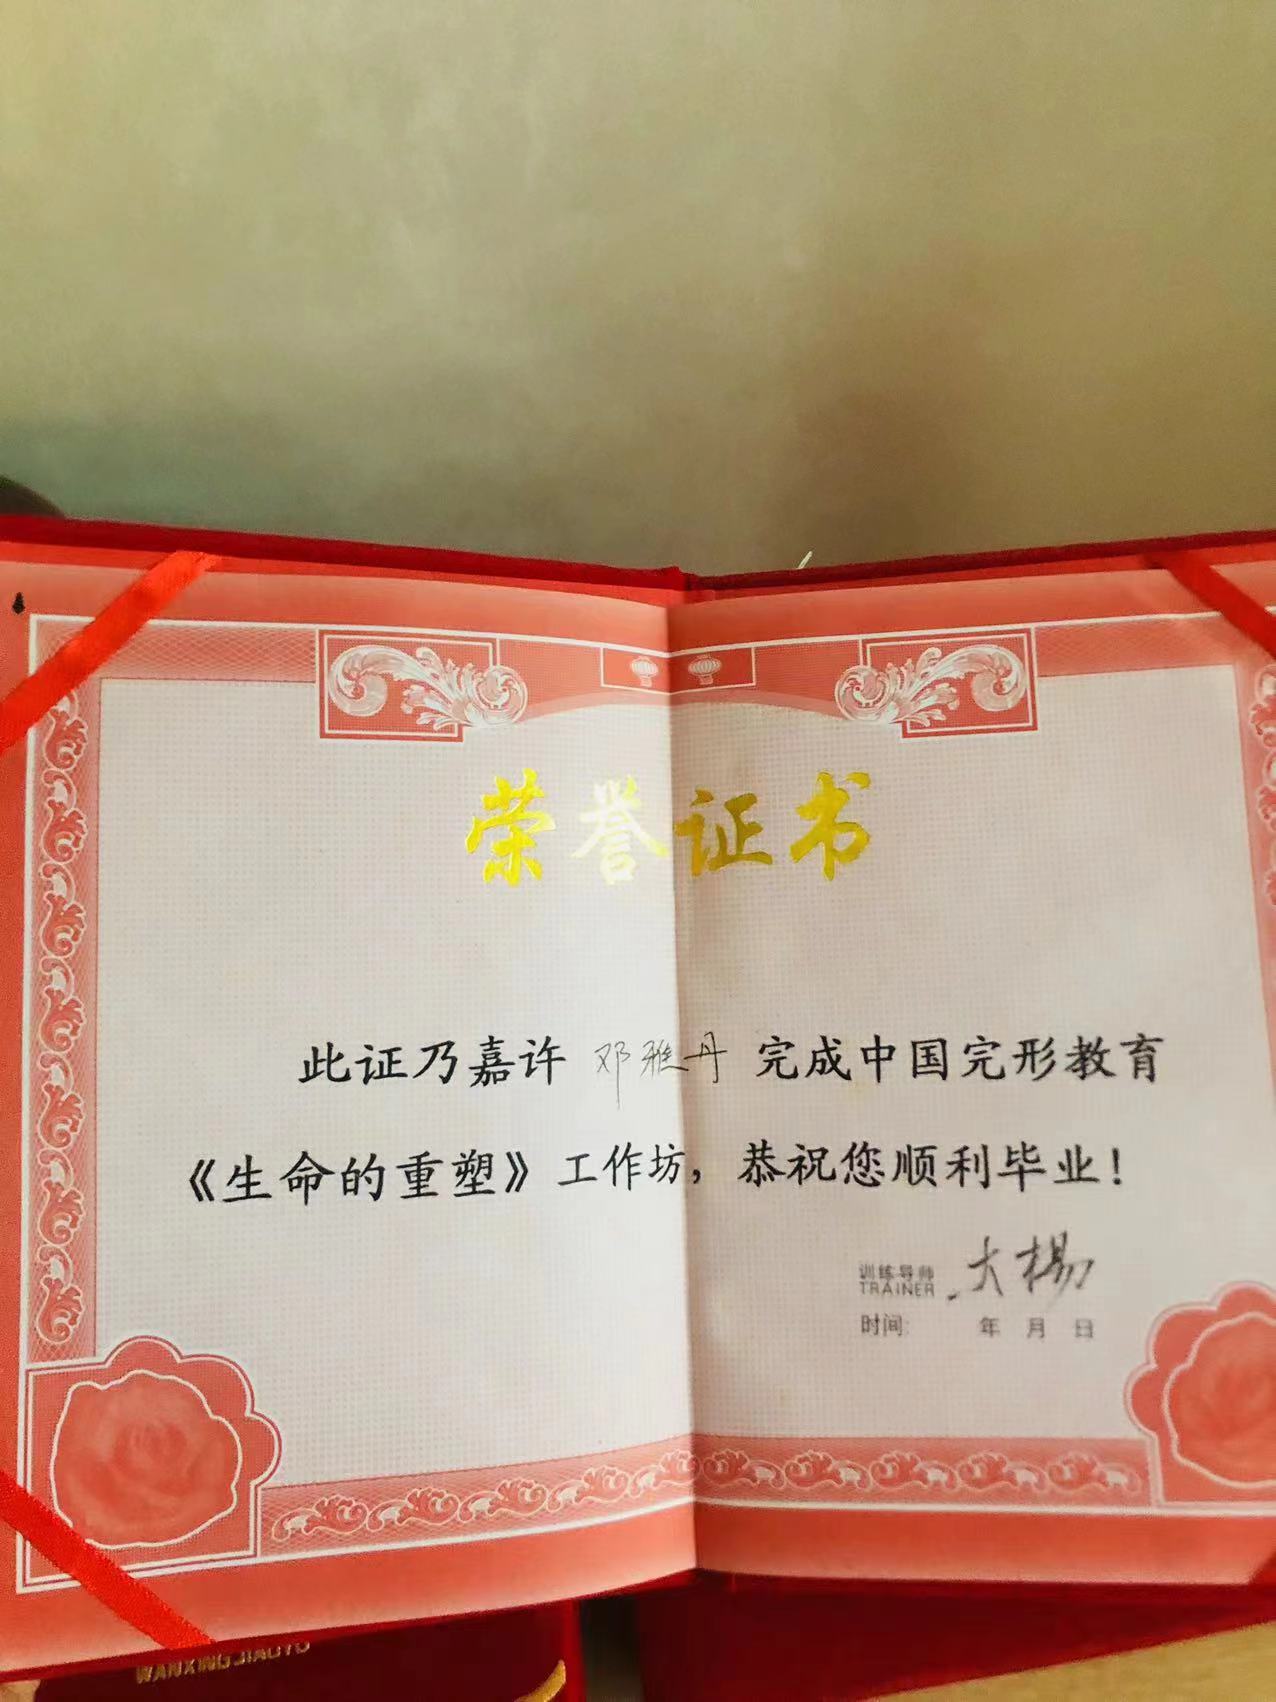 荣誉证书
此证乃嘉许 邓雅丹 完成中国完形教育
《生命的重塑》工作坊，恭祝您顺利毕业！
训练导师 大杨
TRAINER
时间: 年 月 日
WANXINGJIAOYU